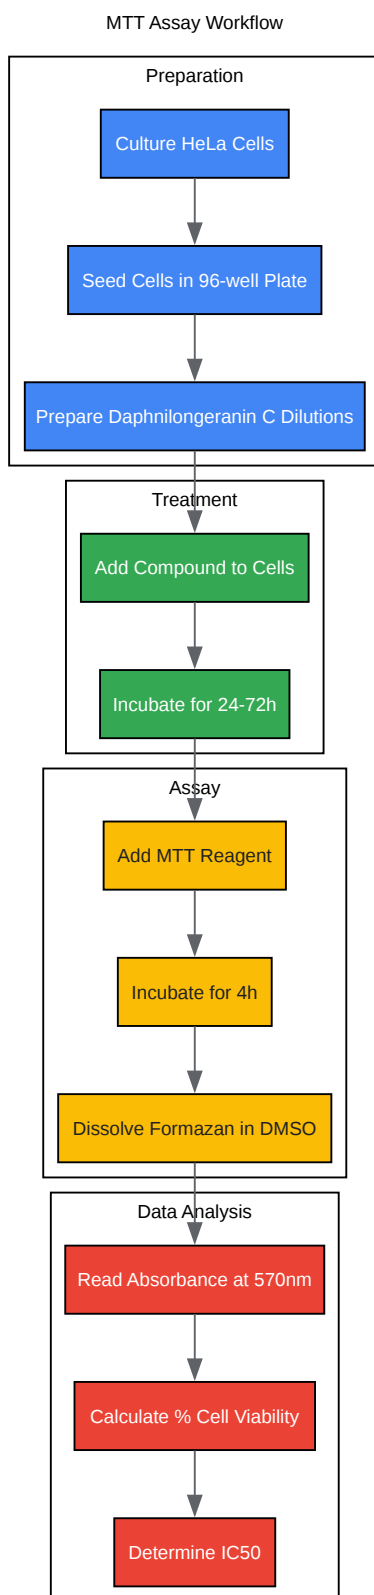 MTT Assay Workflow
Preparation
Culture HeLa Cells
Seed Cells in 96-well Plate
Prepare Daphnilongeranin C Dilutions
Treatment
Add Compound to Cells
Incubate for 24-72h
Assay
Add MTT Reagent
Incubate for 4h
Dissolve Formazan in DMSO
Data Analysis
Read Absorbance at 570nm
Calculate % Cell Viability
Determine IC50